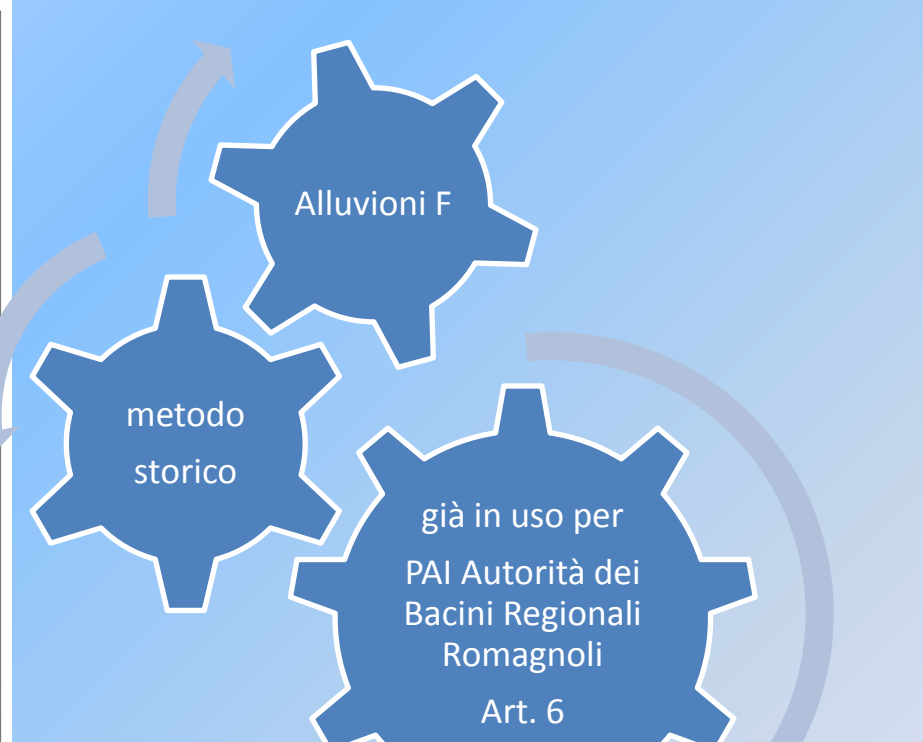 Alluvioni F
metodo
storico
già in uso per
PAI Autorità dei
Bacini Regionali
Romagnoli
Art. 6